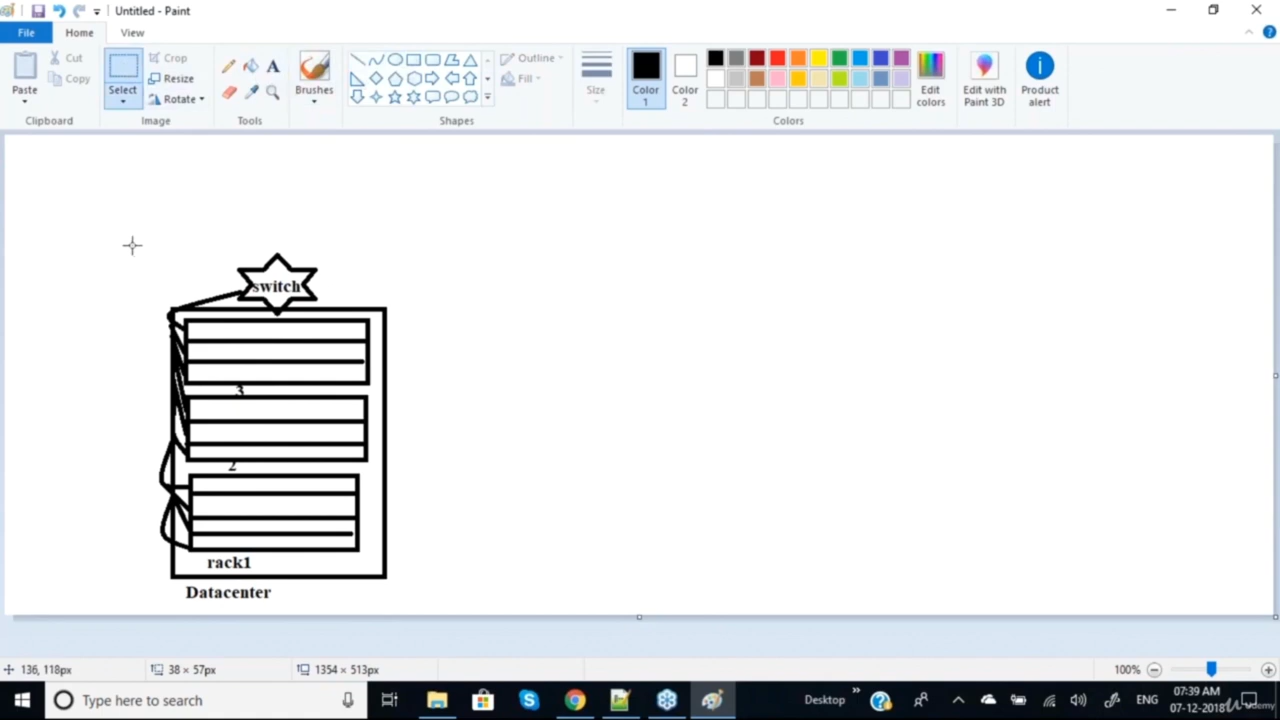 Untitled - Paint
File Home View
Paste
Cut
Copy
Clipboard
Select
Crop
Resize
Rotate
Image
A
Tools
Brushes
Shapes
Outline
Fill
Size
Color 1
Color 2
Colors
Edit colors
Edit with Paint 3D
Product alert
switch
3
2
rack1
Datacenter
136, 118px
38 × 57px
1354 × 513px
100%
Type here to search
Desktop
ENG
07:39 AM
07-12-2018
Udemy